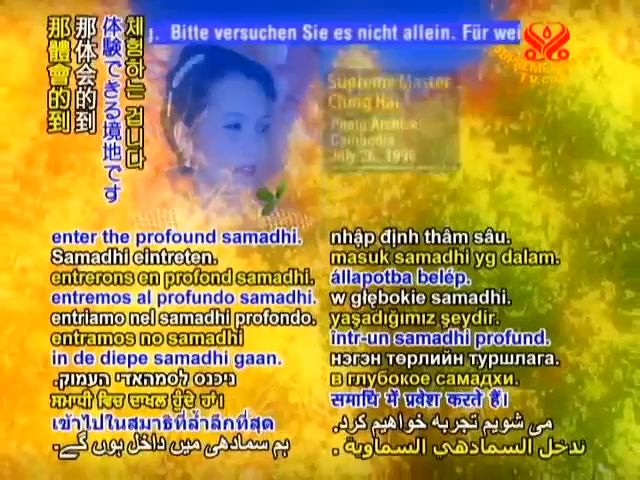 g. Bitte versuchen Sie es nicht allein. Für wei
Supreme Master
Ching Hai
Photo Archive
Cambodia
July 26, 1996
那體會的到
那体会的到
体験できる境地です
체험하는 겁니다
enter the profound samadhi.
Samadhi eintreten.
entrerons en profond samadhi.
entremos al profundo samadhi.
entriamo nel samadhi profondo.
entramos no samadhi
in de diepe samadhi gaan.
ניכנס לסמהאדי העמוק.
ਸਮਾਧੀ ਵਿਚ ਦਾਖਲ ਹੁੰਦੇ ਹਾਂ।
เข้าไปในสมาธิที่ล้ำลึกที่สุด
ہم سمادھی میں داخل ہوں گے۔
nhập định thâm sâu.
masuk samadhi yg dalam.
állapotba belép.
w głębokie samadhi.
yaşadığımız şeydir.
într-un samadhi profund.
нэгэн төрлийн туршлага.
в глубокое самадхи.
समाधि में प्रवेश करते हैं।
می شویم تجربه خواهیم کرد.
ندخل السمادهي السماوية.